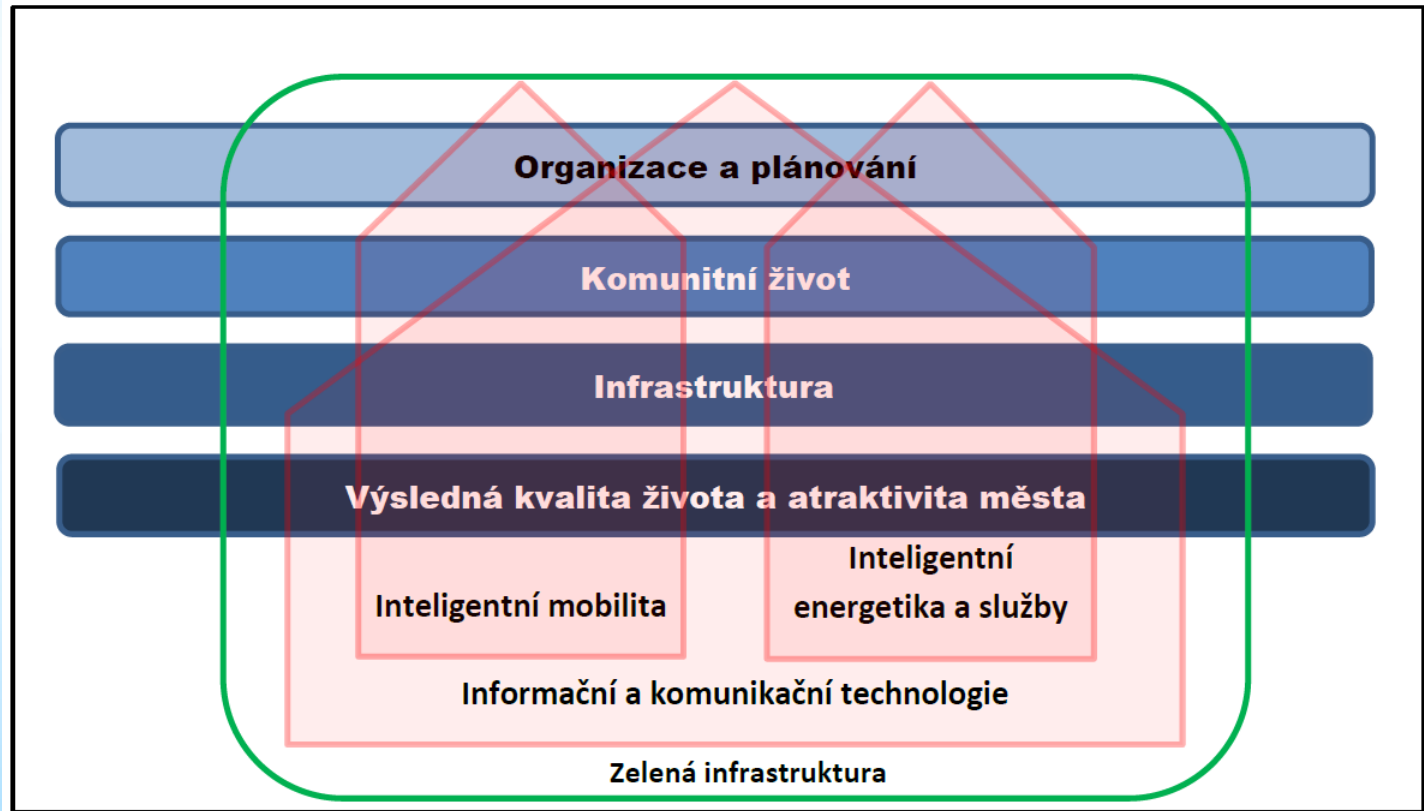 Organizace a plánování
Komunitní život
Infrastruktura
Výsledná kvalita života a atraktivita města
Inteligentní mobilita
Inteligentní
energetika a služby
Informační a komunikační technologie
Zelená infrastruktura